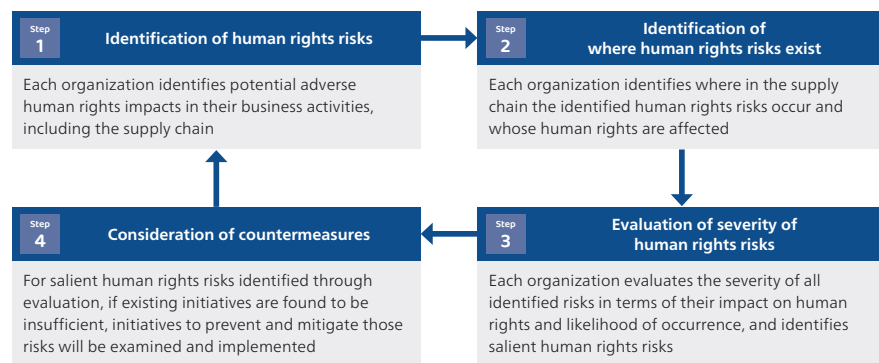 Step
1
Identification of human rights risks
Each organization identifies potential adverse
human rights impacts in their business activities,
including the supply chain
Step
2
Identification of
where human rights risks exist
Each organization identifies where in the supply
chain the identified human rights risks occur and
whose human rights are affected
Step
3
Evaluation of severity of
human rights risks
Each organization evaluates the severity of all
identified risks in terms of their impact on human
rights and likelihood of occurrence, and identifies
salient human rights risks
Step
4
Consideration of countermeasures
For salient human rights risks identified through
evaluation, if existing initiatives are found to be
insufficient, initiatives to prevent and mitigate those
risks will be examined and implemented